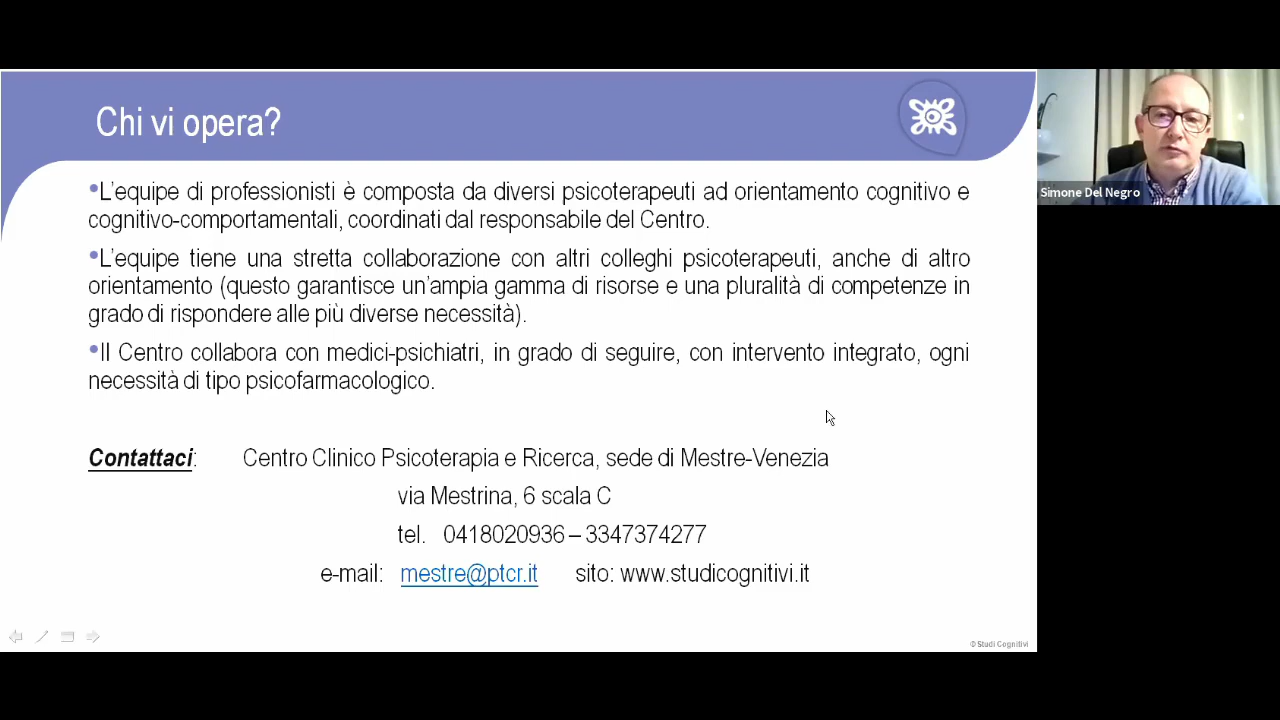 Chi vi opera?
•L'equipe di professionisti è composta da diversi psicoterapeuti ad orientamento cognitivo e
cognitivo-comportamentali, coordinati dal responsabile del Centro.
•L'equipe tiene una stretta collaborazione con altri colleghi psicoterapeuti, anche di altro
orientamento (questo garantisce un'ampia gamma di risorse e una pluralità di competenze in
grado di rispondere alle più diverse necessità).
•Il Centro collabora con medici-psichiatri, in grado di seguire, con intervento integrato, ogni
necessità di tipo psicofarmacologico.
Contattaci: Centro Clinico Psicoterapia e Ricerca, sede di Mestre-Venezia
via Mestrina, 6 scala C
tel. 0418020936 – 3347374277
e-mail: mestre@ptcr.it sito: www.studicognitivi.it
© Studi Cognitivi
Simone Del Negro